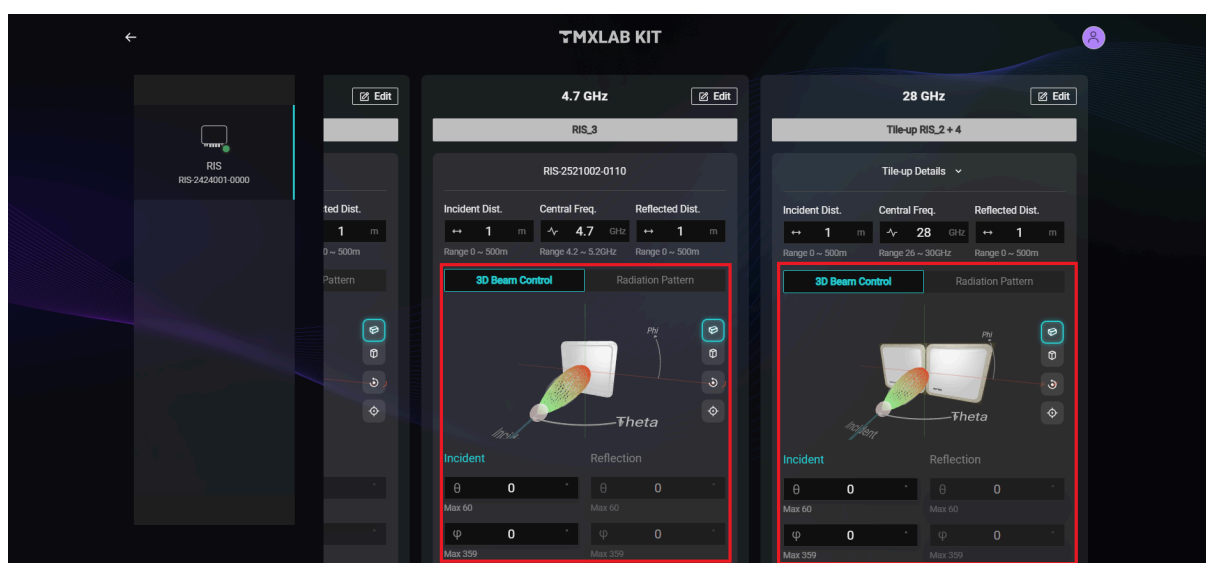 TMXLAB KIT
RIS
RIS-2424001-0000
Edit
ted Dist.
1 m
0 ~ 500m
Pattern
4.7 GHz
Edit
RIS_3
RIS-2521002-0110
Incident Dist. Central Freq. Reflected Dist.
1 m 4.7 GHz 1 m
Range 0 ~ 500m Range 4.2 ~ 5.2GHz Range 0 ~ 500m
3D Beam Control Radiation Pattern
Phi
Theta
Incident Reflection
θ 0 ° θ 0 °
Max 60 Max 60
φ 0 ° φ 0 °
Max 359 Max 359
28 GHz
Edit
Tile-up RIS_2 + 4
Tile-up Details
Incident Dist. Central Freq. Reflected Dist.
1 m 28 GHz 1 m
Range 0 ~ 500m Range 26 ~ 30GHz Range 0 ~ 500m
3D Beam Control Radiation Pattern
Phi
Theta
Incident
Incident Reflection
θ 0 ° θ 0 °
Max 60 Max 60
φ 0 ° φ 0 °
Max 359 Max 359